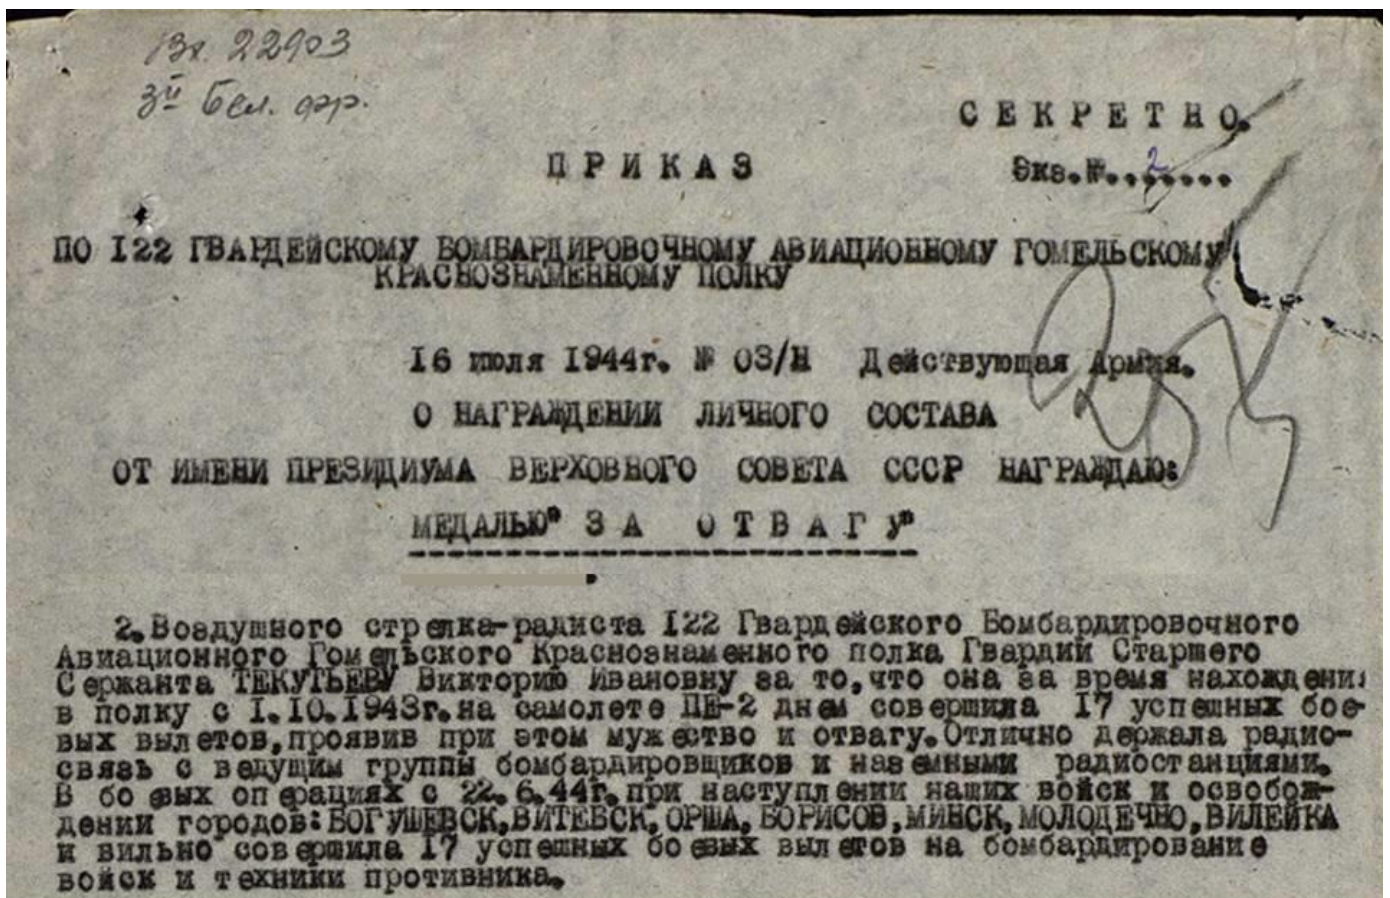 Вх. 22903
3й Бел. фр.
СЕКРЕТНО.
ПРИКАЗ
Экз.№..2.....
ПО I22 ГВАРДЕЙСКОМУ БОМБАРДИРОВОЧНОМУ АВИАЦИОННОМУ ГОМЕЛЬСКОМУ
КРАСНОЗНАМЕННОМУ ПОЛКУ
16 июля 1944г. № 03/Н Действующая Армия.
О НАГРАЖДЕНИИ ЛИЧНОГО СОСТАВА
ОТ ИМЕНИ ПРЕЗИДИУМА ВЕРХОВНОГО СОВЕТА СССР НАГРАЖДАЮ:
МЕДАЛЬЮ" ЗА ОТВАГУ"
2.Воздушного стрелка-радиста I22 Гвардейского Бомбардировочного
Авиационного Гомельского Краснознаменного полка Гвардии Старшего
Сержанта ТЕКУТЬЕВУ Викторию Ивановну за то,что она за время нахождени
в полку с I.10.1943г.на самолете ПЕ-2 днем совершила 17 успешных бое-
вых вылетов,проявив при этом мужество и отвагу.Отлично держала радио-
связь с ведущим группы бомбардировщиков и наземными радиостанциями.
В боевых операциях с 22.6.44г.при наступлении наших войск и освобож-
дении городов:БОГУШЕВСК,ВИТЕБСК,ОРША,БОРИСОВ,МИНСК,МОЛОДЕЧНО,ВИЛЕЙКА
и вильно совершила 17 успешных боевых вылетов на бомбардирование
войск и техники противника.